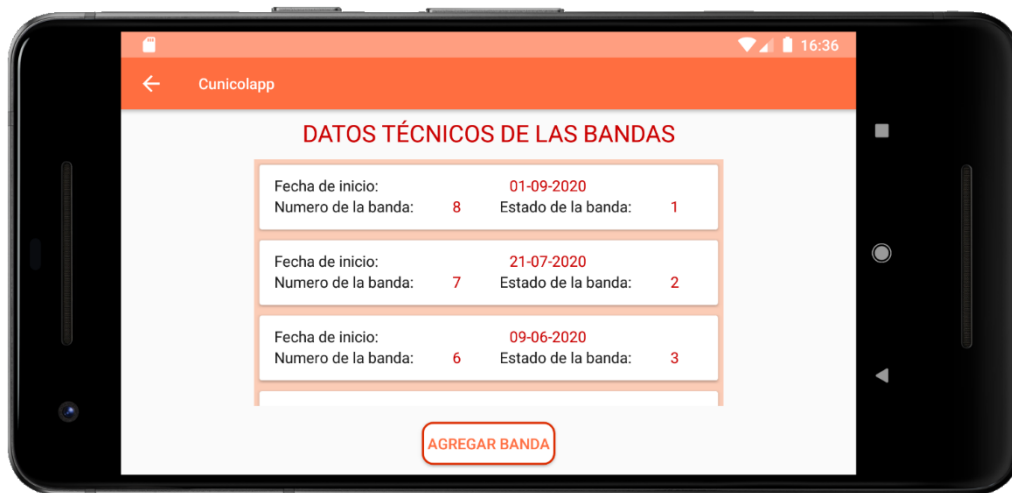 16:36
Cunicolapp
DATOS TÉCNICOS DE LAS BANDAS
Fecha de inicio: 01-09-2020
Numero de la banda: 8 Estado de la banda: 1
Fecha de inicio: 21-07-2020
Numero de la banda: 7 Estado de la banda: 2
Fecha de inicio: 09-06-2020
Numero de la banda: 6 Estado de la banda: 3
AGREGAR BANDA